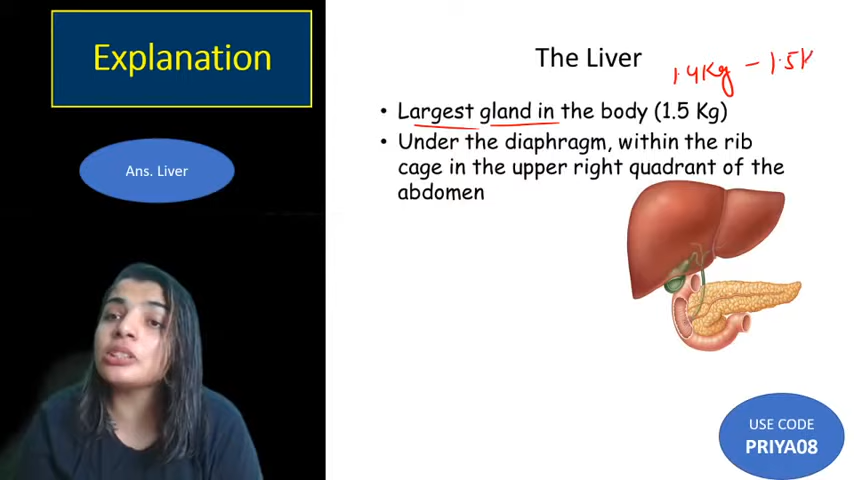 Explanation
Ans. Liver
The Liver
1.4Kg - 1.5K
• Largest gland in the body (1.5 Kg)
• Under the diaphragm, within the rib
cage in the upper right quadrant of the
abdomen
USE CODE
PRIYA08